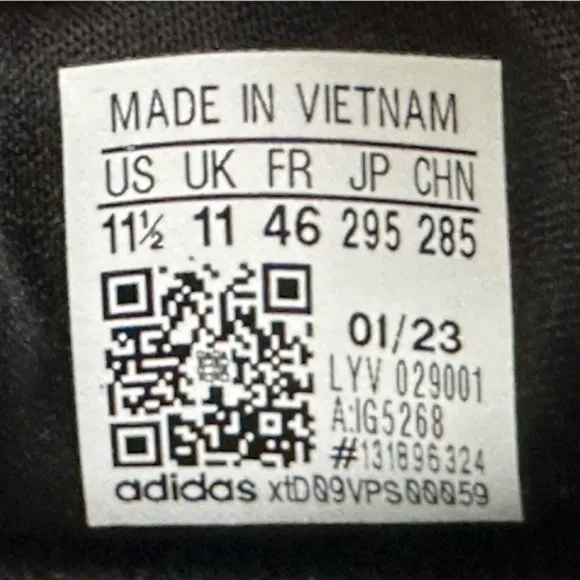 MADE IN VIETNAM
US UK FR JP CHN
11½ 11 46 295 285
01/23
LYV 029001
A:IG5268
#131896324
adidas xtD09VPS00059